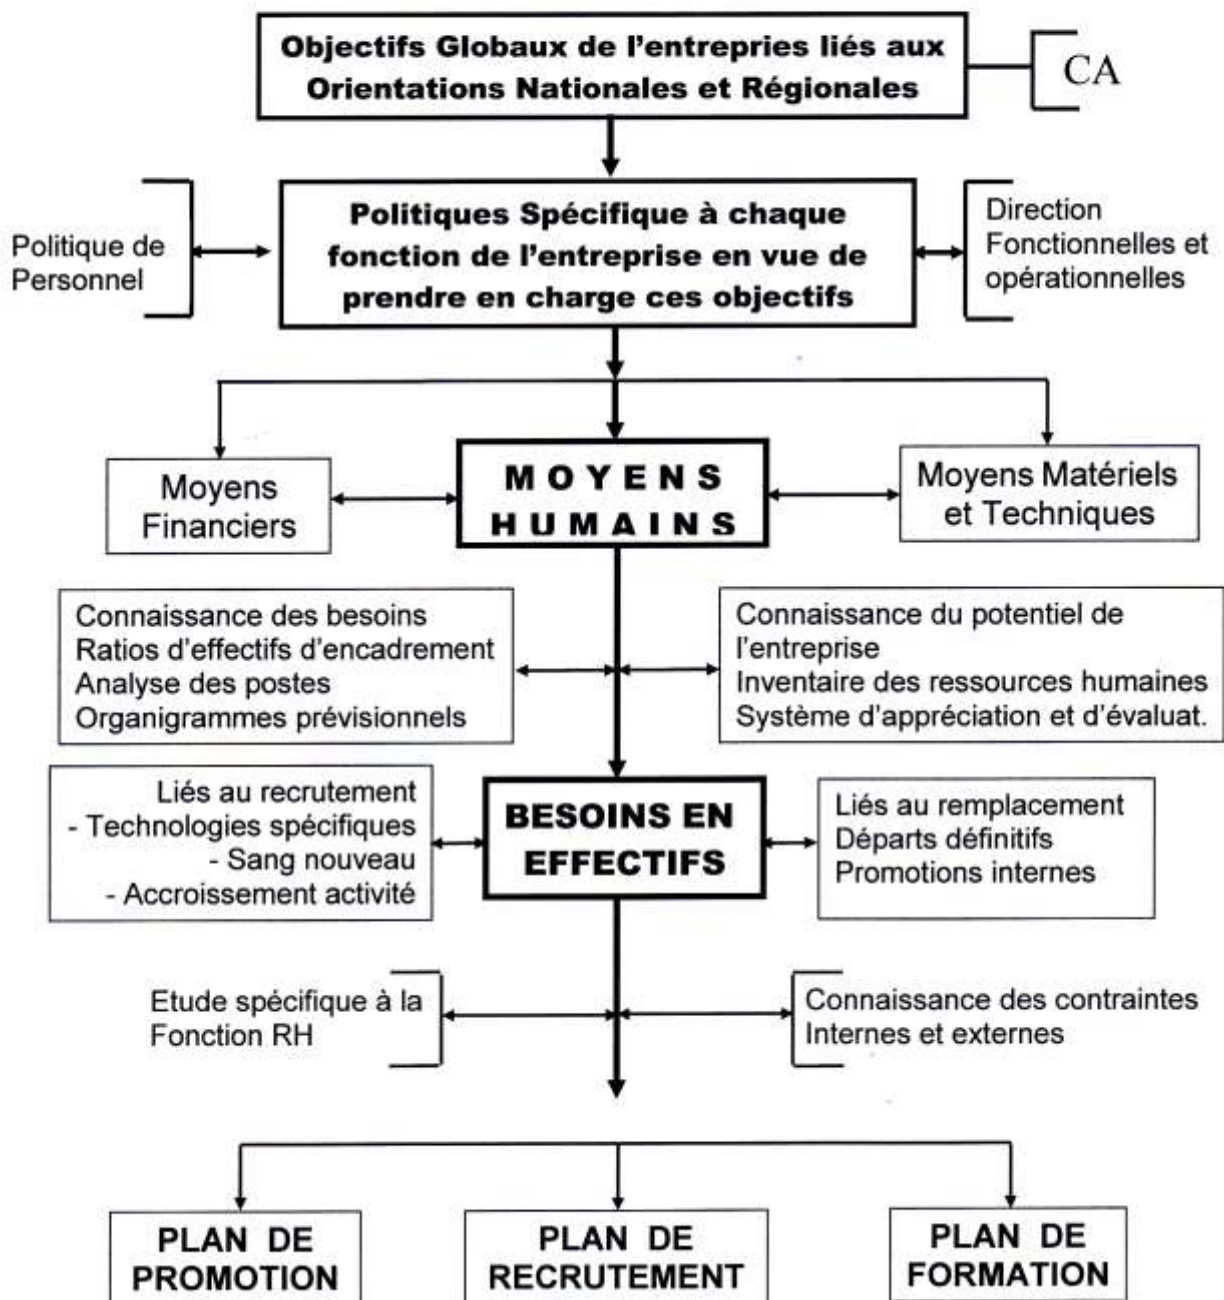 Objectifs Globaux de l'entrepries liés aux
Orientations Nationales et Régionales
CA
Politique de
Personnel
Politiques Spécifique à chaque
fonction de l'entreprise en vue de
prendre en charge ces objectifs
Direction
Fonctionnelles et
opérationnelles
Moyens
Financiers
MOYENS
HUMAINS
Moyens Matériels
et Techniques
Connaissance des besoins
Ratios d'effectifs d'encadrement
Analyse des postes
Organigrammes prévisionnels
Connaissance du potentiel de
l'entreprise
Inventaire des ressources humaines
Système d'appréciation et d'évaluat.
Liés au recrutement
- Technologies spécifiques
- Sang nouveau
- Accroissement activité
BESOINS EN
EFFECTIFS
Liés au remplacement
Départs définitifs
Promotions internes
Etude spécifique à la
Fonction RH
Connaissance des contraintes
Internes et externes
PLAN DE
PROMOTION
PLAN DE
RECRUTEMENT
PLAN DE
FORMATION